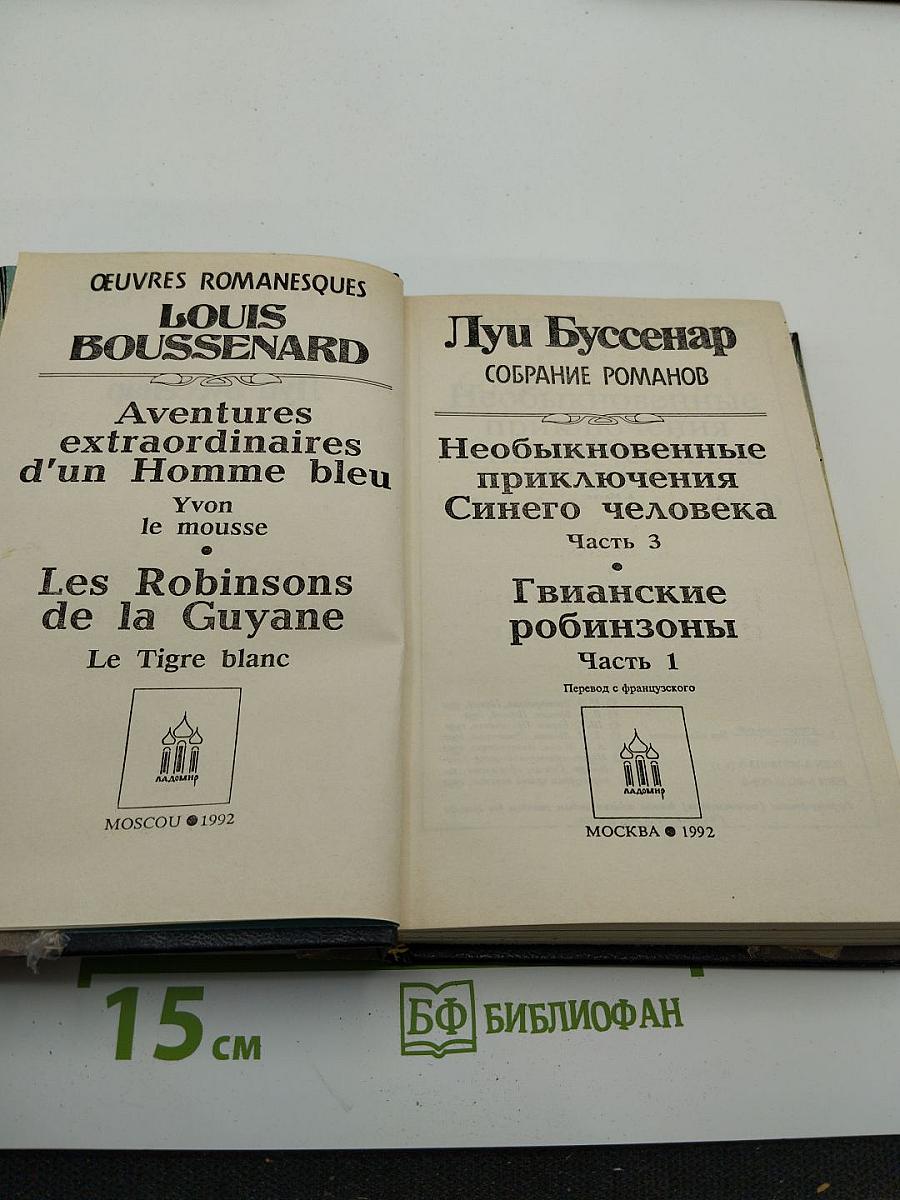 ŒUVRES ROMANESQUES
LOUIS
BOUSSENARD
Aventures
extraordinaires
d'un Homme bleu
Yvon
le mousse
•
Les Robinsons
de la Guyane
Le Tigre blanc
ЛАДОМИР
MOSCOU ● 1992
Луи Буссенар
СОБРАНИЕ РОМАНОВ
Необыкновенные
приключения
Синего человека
Часть 3
•
Гвианские
робинзоны
Часть 1
Перевод с французского
ЛАДОМИР
МОСКВА ● 1992
15 см
БФ БИБЛИОФАН